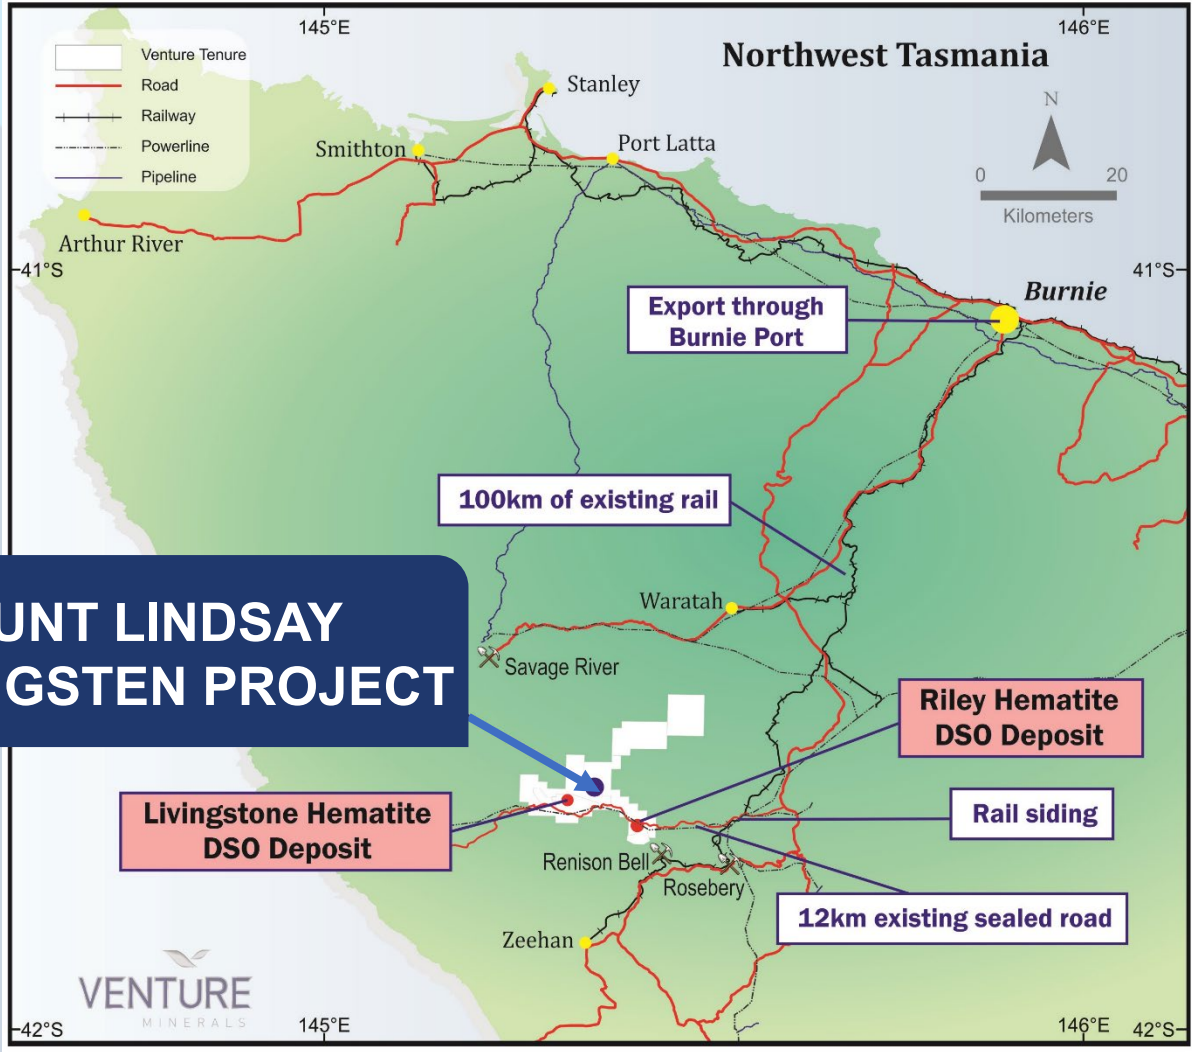 145°E
146°E
Northwest Tasmania
Venture Tenure
Road
Railway
Powerline
Pipeline
N
0 20
Kilometers
Stanley
Smithton
Port Latta
Arthur River
41°S
41°S
Burnie
Export through
Burnie Port
100km of existing rail
Waratah
UNT LINDSAY
GSTEN PROJECT
Savage River
Riley Hematite
DSO Deposit
Livingstone Hematite
DSO Deposit
Rail siding
Renison Bell
Rosebery
12km existing sealed road
Zeehan
VENTURE
MINERALS
42°S
145°E
146°E
42°S